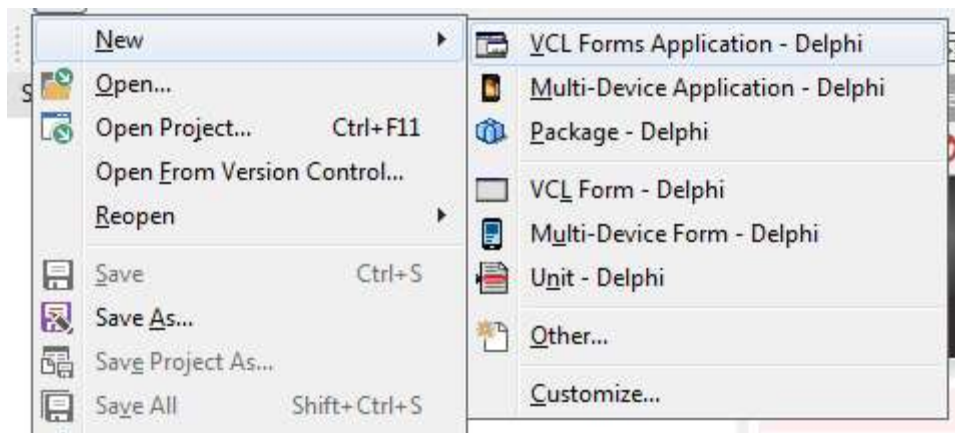 New
Open...
Open Project... Ctrl+F11
Open From Version Control...
Reopen
Save Ctrl+S
Save As...
Save Project As...
Save All Shift+Ctrl+S
VCL Forms Application - Delphi
Multi-Device Application - Delphi
Package - Delphi
VCL Form - Delphi
Multi-Device Form - Delphi
Unit - Delphi
Other...
Customize...